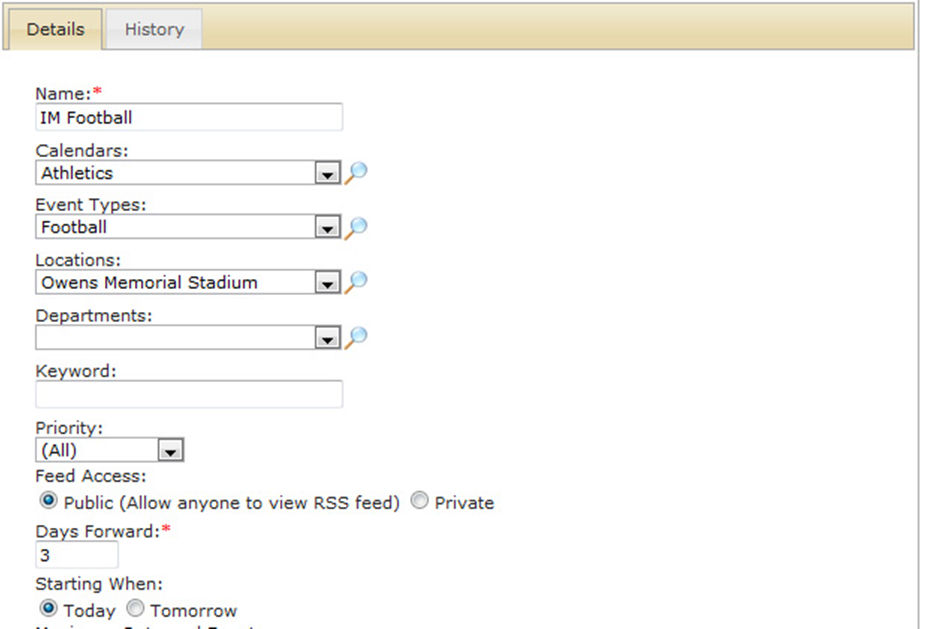 Details History
Name:*
IM Football
Calendars:
Athletics
Event Types:
Football
Locations:
Owens Memorial Stadium
Departments:
Keyword:
Priority:
(All)
Feed Access:
Public (Allow anyone to view RSS feed) Private
Days Forward:*
3
Starting When:
Today Tomorrow